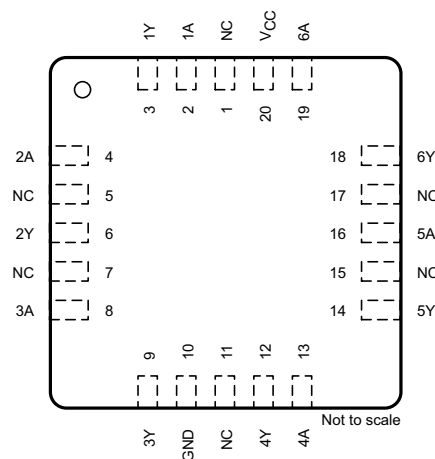 1Y 1A NC VCC 6A
3 2 1 20 19
2A 4 18 6Y
NC 5 17 NC
2Y 6 16 5A
NC 7 15 NC
3A 8 14 5Y
9 10 11 12 13
Not to scale
3Y GND NC 4Y 4A